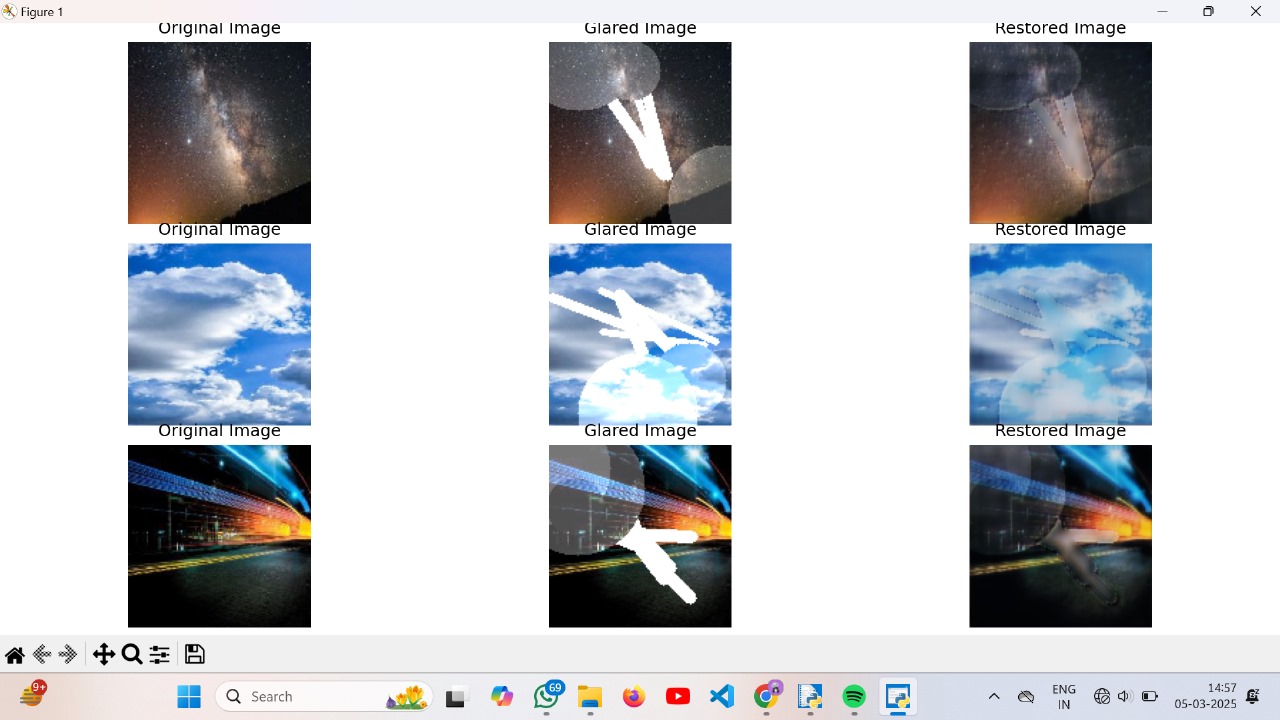 Figure 1
Original Image Glared Image Restored Image
Original Image Glared Image Restored Image
Original Image Glared Image Restored Image
9+
Search
69
ENG
IN
14:57
05-03-2025